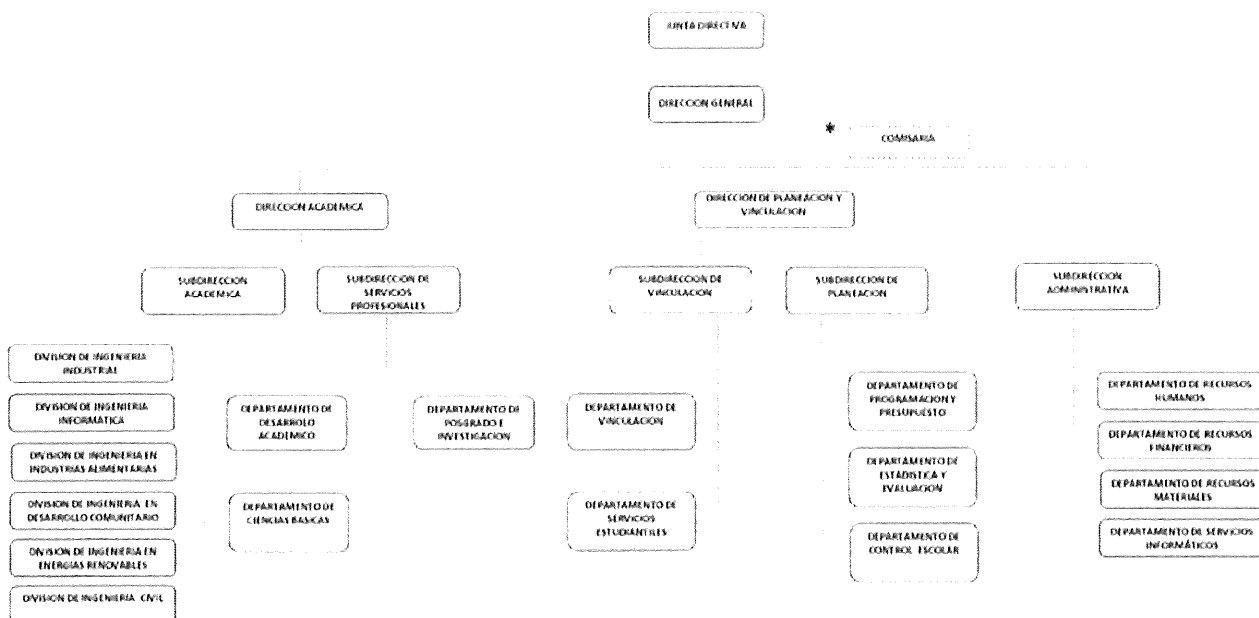 JUNTA DIRECTIVA
DIRECCION GENERAL
*
COMISARIA
DIRECCION ACADEMICA
DIRECCION DE PLANEACION Y
VINCULACION
SUBDIRECCION
ACADEMICA
SUBDIRECCION DE
SERVICIOS
PROFESIONALES
SUBDIRECCION DE
VINCULACION
SUBDIRECCION DE
PLANEACION
SUBDIRECCION
ADMINISTRATIVA
DIVISION DE INGENIERIA
INDUSTRIAL
DIVISION DE INGENIERIA
INFORMÁTICA
DIVISION DE INGENIERIA EN
INDUSTRIAS ALIMENTARIAS
DIVISION DE INGENIERIA EN
DESARROLLO COMUNITARIO
DIVISION DE INGENIERIA EN
ENERGIAS RENOVABLES
DIVISION DE INGENIERIA CIVIL
DEPARTAMENTO DE
DESARROLO
ACADEMICO
DEPARTAMENTO DE
CIENCIAS BASICAS
DEPARTAMENTO DE
POSGRADO E
INVESTIGACION
DEPARTAMENTO DE
VINCULACION
DEPARTAMENTO DE
SERVICIOS
ESTUDIANTILES
DEPARTAMENTO DE
PROGRAMACION Y
PRESUPUESTO
DEPARTAMENTO DE
ESTADISTICA Y
EVALUACION
DEPARTAMENTO DE
CONTROL ESCOLAR
DEPARTAMENTO DE RECURSOS
HUMANOS
DEPARTAMENTO DE RECURSOS
FINANCIEROS
DEPARTAMENTO DE RECURSOS
MATERIALES
DEPARTAMENTO DE SERVICIOS
INFORMÁTICOS